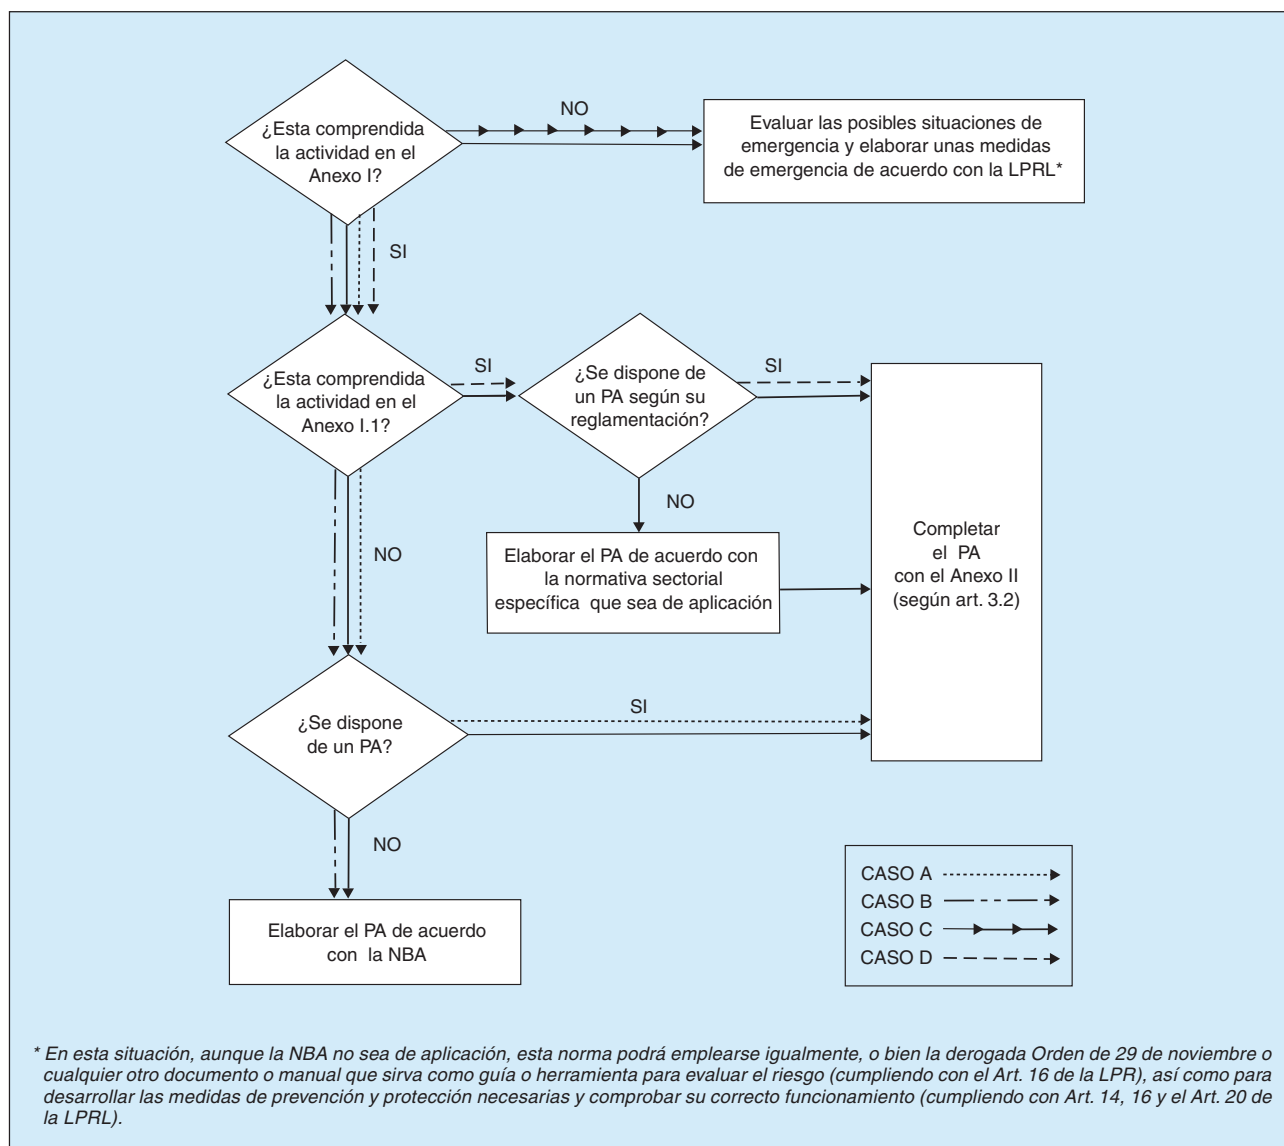 ¿Esta comprendida
la actividad en el
Anexo I?
NO
Evaluar las posibles situaciones de
emergencia y elaborar unas medidas
de emergencia de acuerdo con la LPRL*
SI
¿Esta comprendida
la actividad en el
Anexo I.1?
SI
¿Se dispone de
un PA según su
reglamentación?
SI
NO
NO
Elaborar el PA de acuerdo con
la normativa sectorial
específica que sea de aplicación
Completar
el PA
con el Anexo II
(según art. 3.2)
¿Se dispone
de un PA?
SI
NO
Elaborar el PA de acuerdo
con la NBA
CASO A
CASO B
CASO C
CASO D
* En esta situación, aunque la NBA no sea de aplicación, esta norma podrá emplearse igualmente, o bien la derogada Orden de 29 de noviembre o
cualquier otro documento o manual que sirva como guía o herramienta para evaluar el riesgo (cumpliendo con el Art. 16 de la LPR), así como para
desarrollar las medidas de prevención y protección necesarias y comprobar su correcto funcionamiento (cumpliendo con Art. 14, 16 y el Art. 20 de
la LPRL).